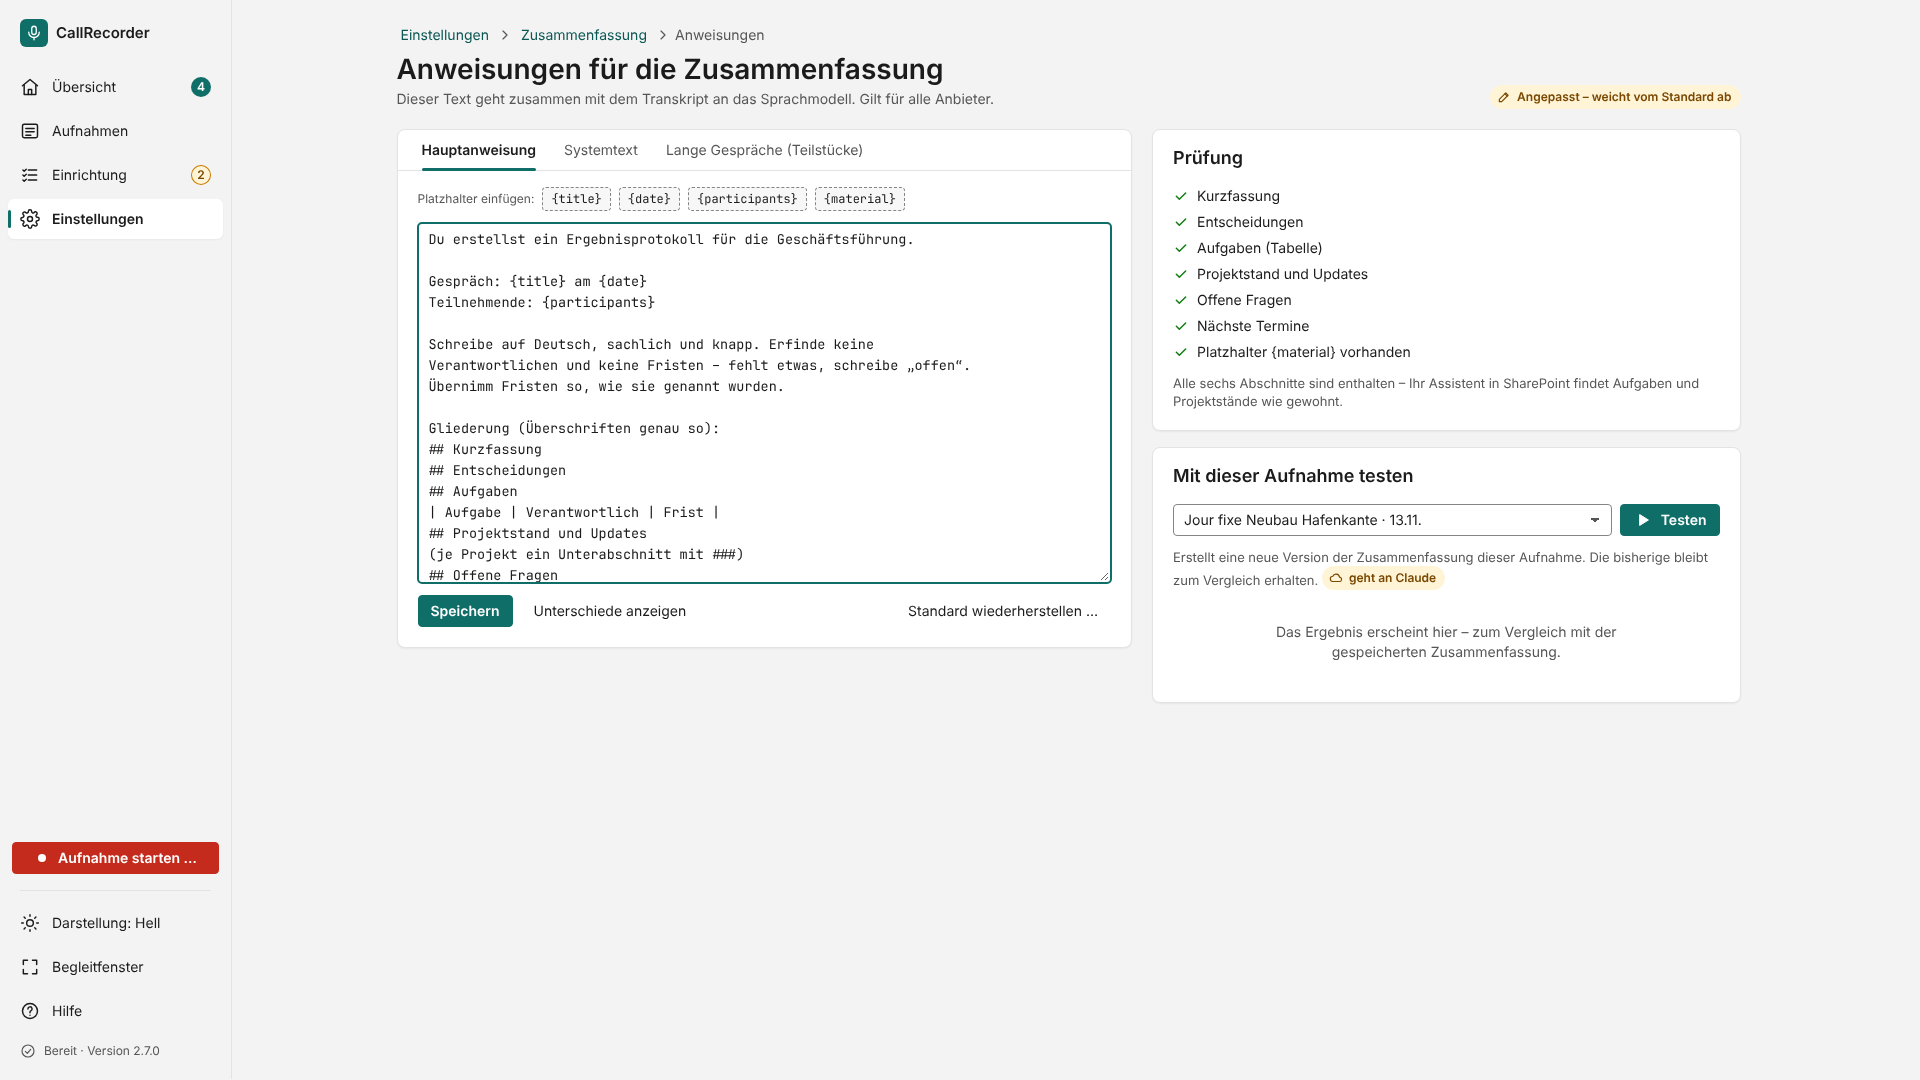 CallRecorder
Übersicht 4
Aufnahmen
Einrichtung 2
Einstellungen
Aufnahme starten ...
Darstellung: Hell
Begleitfenster
Hilfe
Bereit · Version 2.7.0
Einstellungen > Zusammenfassung > Anweisungen
Anweisungen für die Zusammenfassung
Dieser Text geht zusammen mit dem Transkript an das Sprachmodell. Gilt für alle Anbieter.
Angepasst – weicht vom Standard ab
Hauptanweisung Systemtext Lange Gespräche (Teilstücke)
Platzhalter einfügen: {title} {date} {participants} {material}
Du erstellst ein Ergebnisprotokoll für die Geschäftsführung.
Gespräch: {title} am {date}
Teilnehmende: {participants}
Schreibe auf Deutsch, sachlich und knapp. Erfinde keine
Verantwortlichen und keine Fristen – fehlt etwas, schreibe „offen“.
Übernimm Fristen so, wie sie genannt wurden.
Gliederung (Überschriften genau so):
## Kurzfassung
## Entscheidungen
## Aufgaben
| Aufgabe | Verantwortlich | Frist |
## Projektstand und Updates
(je Projekt ein Unterabschnitt mit ###)
## Offene Fragen
Speichern Unterschiede anzeigen Standard wiederherstellen ...
Prüfung
Kurzfassung
Entscheidungen
Aufgaben (Tabelle)
Projektstand und Updates
Offene Fragen
Nächste Termine
Platzhalter {material} vorhanden
Alle sechs Abschnitte sind enthalten – Ihr Assistent in SharePoint findet Aufgaben und
Projektstände wie gewohnt.
Mit dieser Aufnahme testen
Jour fixe Neubau Hafenkante · 13.11. Testen
Erstellt eine neue Version der Zusammenfassung dieser Aufnahme. Die bisherige bleibt
zum Vergleich erhalten. geht an Claude
Das Ergebnis erscheint hier – zum Vergleich mit der
gespeicherten Zusammenfassung.